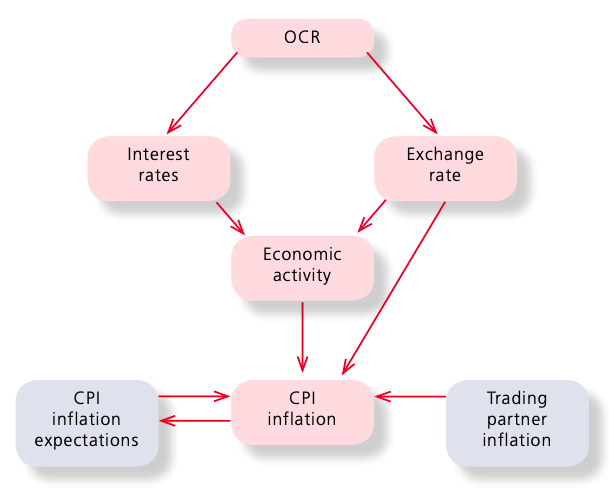 OCR
Interest
rates
Exchange
rate
Economic
activity
CPI
inflation
expectations
CPI
inflation
Trading
partner
inflation